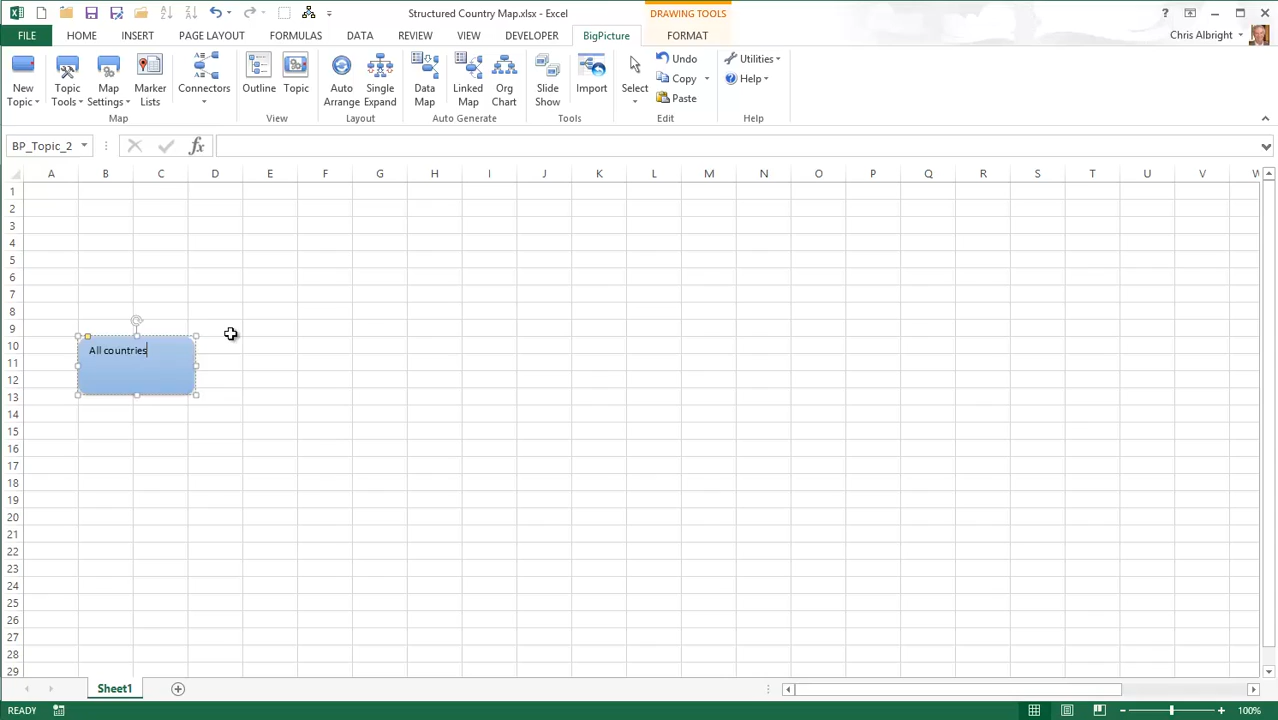 Structured Country Map.xlsx - Excel
DRAWING TOOLS
FILE HOME INSERT PAGE LAYOUT FORMULAS DATA REVIEW VIEW DEVELOPER BigPicture FORMAT Chris Albright
New Topic
Topic Tools
Map Settings
Marker Lists
Connectors
Outline
Topic
Auto Arrange
Single Expand
Data Map
Linked Map
Org Chart
Slide Show
Import
Select
Undo
Copy
Paste
Utilities
Help
Map View Layout Auto Generate Tools Edit Help
BP_Topic_2 fx
A B C D E F G H I J K L M N O P Q R S T U V W
1
2
3
4
5
6
7
8
9
10
All countries
11
12
13
14
15
16
17
18
19
20
21
22
23
24
25
26
27
28
29
Sheet1
READY 100%